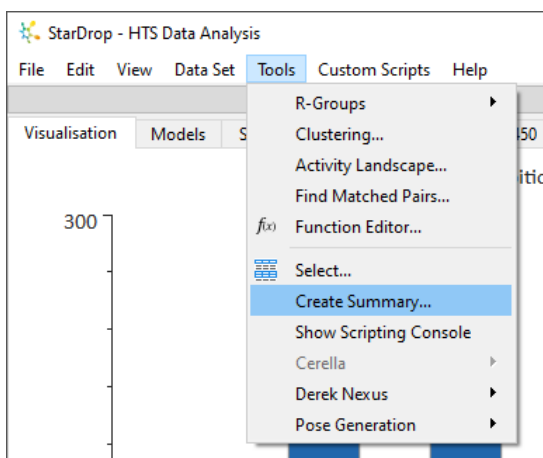 StarDrop - HTS Data Analysis
File Edit View Data Set Tools Custom Scripts Help
R-Groups
Visualisation Models S 450
Clustering...
Activity Landscape...
Find Matched Pairs...
300
f(x) Function Editor...
Select...
Create Summary...
Show Scripting Console
Cerella
Derek Nexus
Pose Generation